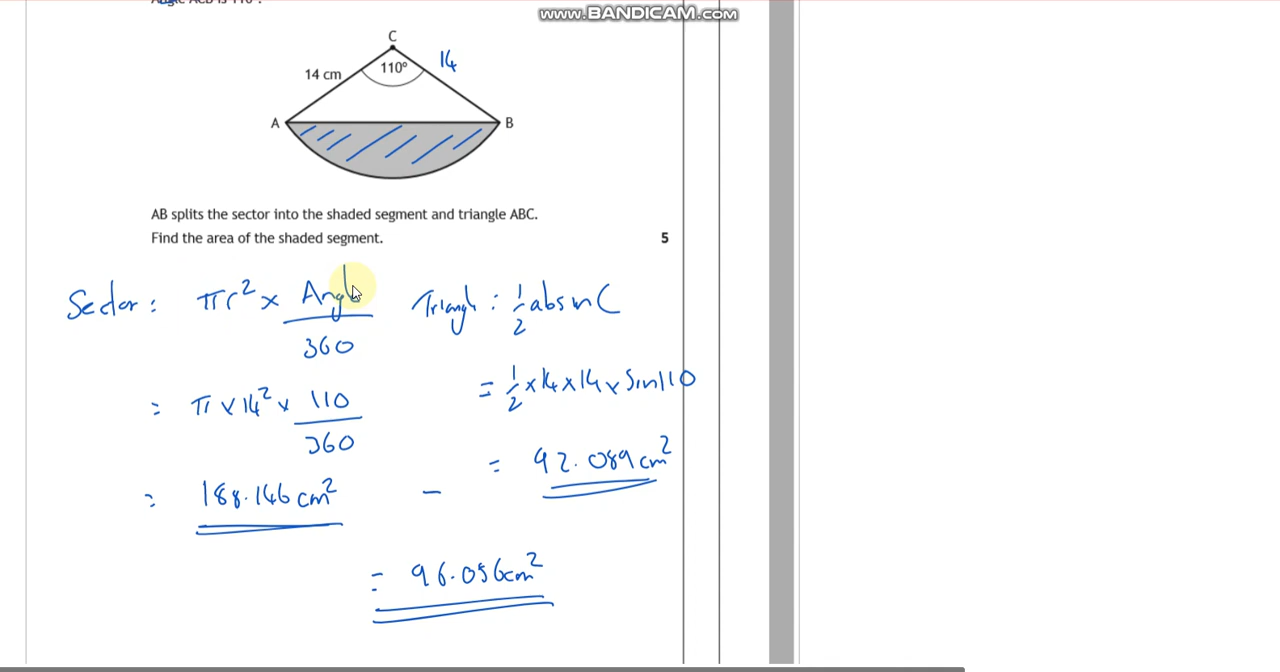 www.BANDICAM.com
C
14
14 cm
110°
A
B
AB splits the sector into the shaded segment and triangle ABC.
Find the area of the shaded segment.
5
Sector: πr² × Angle/360
= π × 14² × 110/360
= 188.146 cm²
Triangle: 1/2 absinC
= 1/2 × 14 × 14 × Sin110
= 92.089 cm²
-
= 96.056cm²